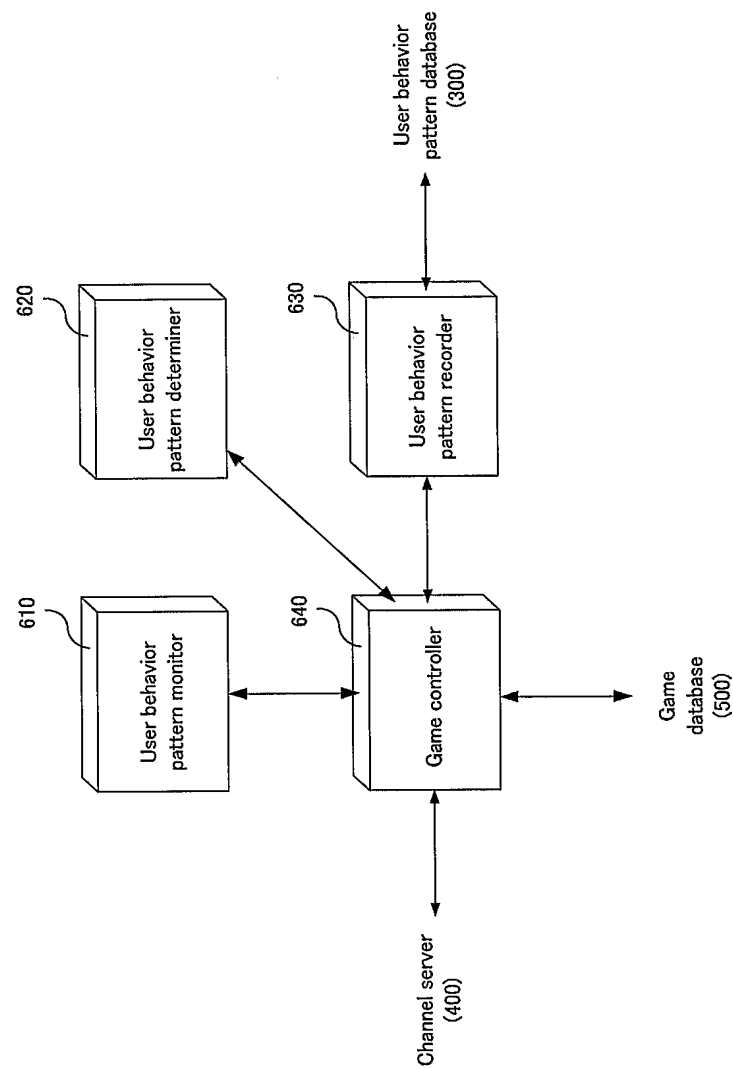 610
User behavior
pattern monitor
620
User behavior
pattern determiner
640
Game controller
630
User behavior
pattern recorder
Channel server
(400)
User behavior
pattern database
(300)
Game
database
(500)